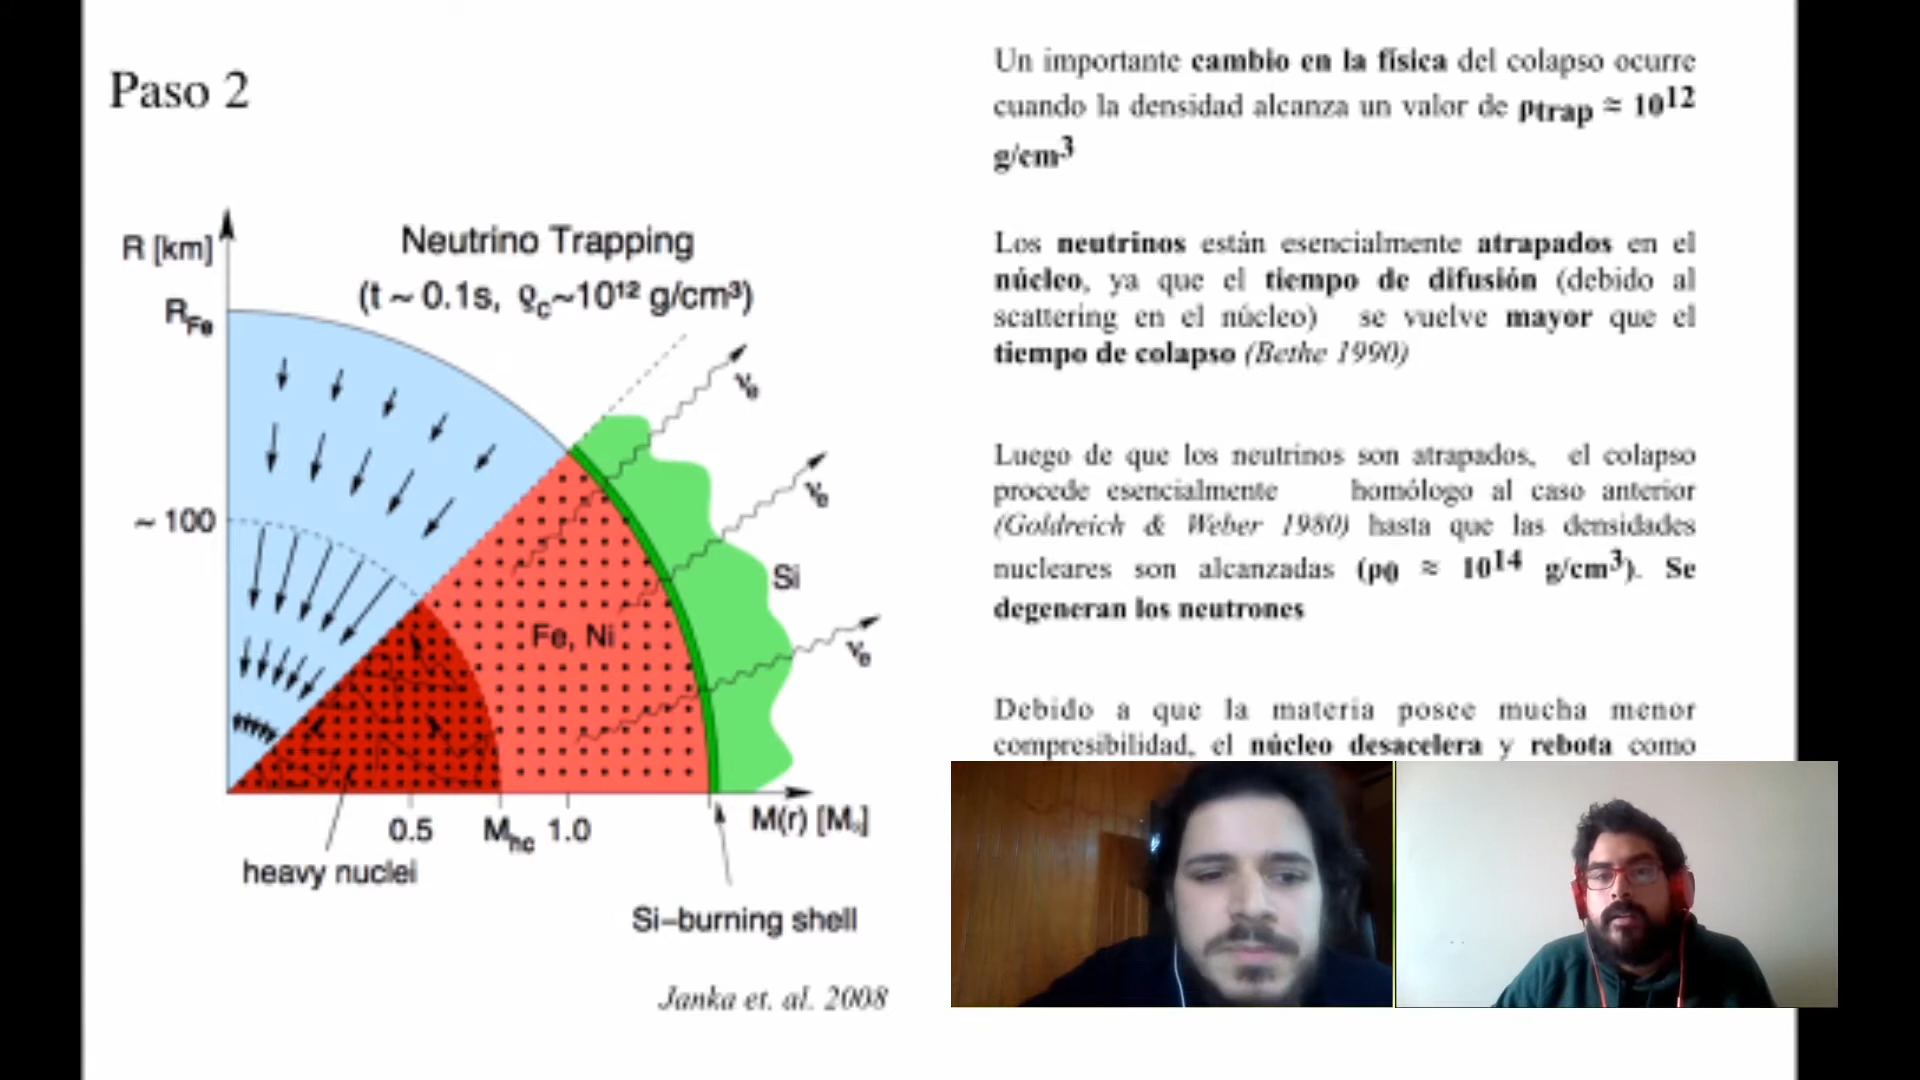 Paso 2
R [km]
Neutrino Trapping
(t ~ 0.1s, ϱc~10¹² g/cm³)
RFe
νe
νe
~ 100
Si
Fe, Ni
νe
0.5
Mhc
1.0
M(r) [M☉]
heavy nuclei
Si-burning shell
Janka et. al. 2008
Un importante cambio en la física del colapso ocurre
cuando la densidad alcanza un valor de ρtrap ≈ 10¹²
g/cm³
Los neutrinos están esencialmente atrapados en el
núcleo, ya que el tiempo de difusión (debido al
scattering en el núcleo) se vuelve mayor que el
tiempo de colapso (Bethe 1990)
Luego de que los neutrinos son atrapados, el colapso
procede esencialmente homólogo al caso anterior
(Goldreich & Weber 1980) hasta que las densidades
nucleares son alcanzadas (ρ0 ≈ 10¹⁴ g/cm³). Se
degeneran los neutrones
Debido a que la materia posee mucha menor
compresibilidad, el núcleo desacelera y rebota como